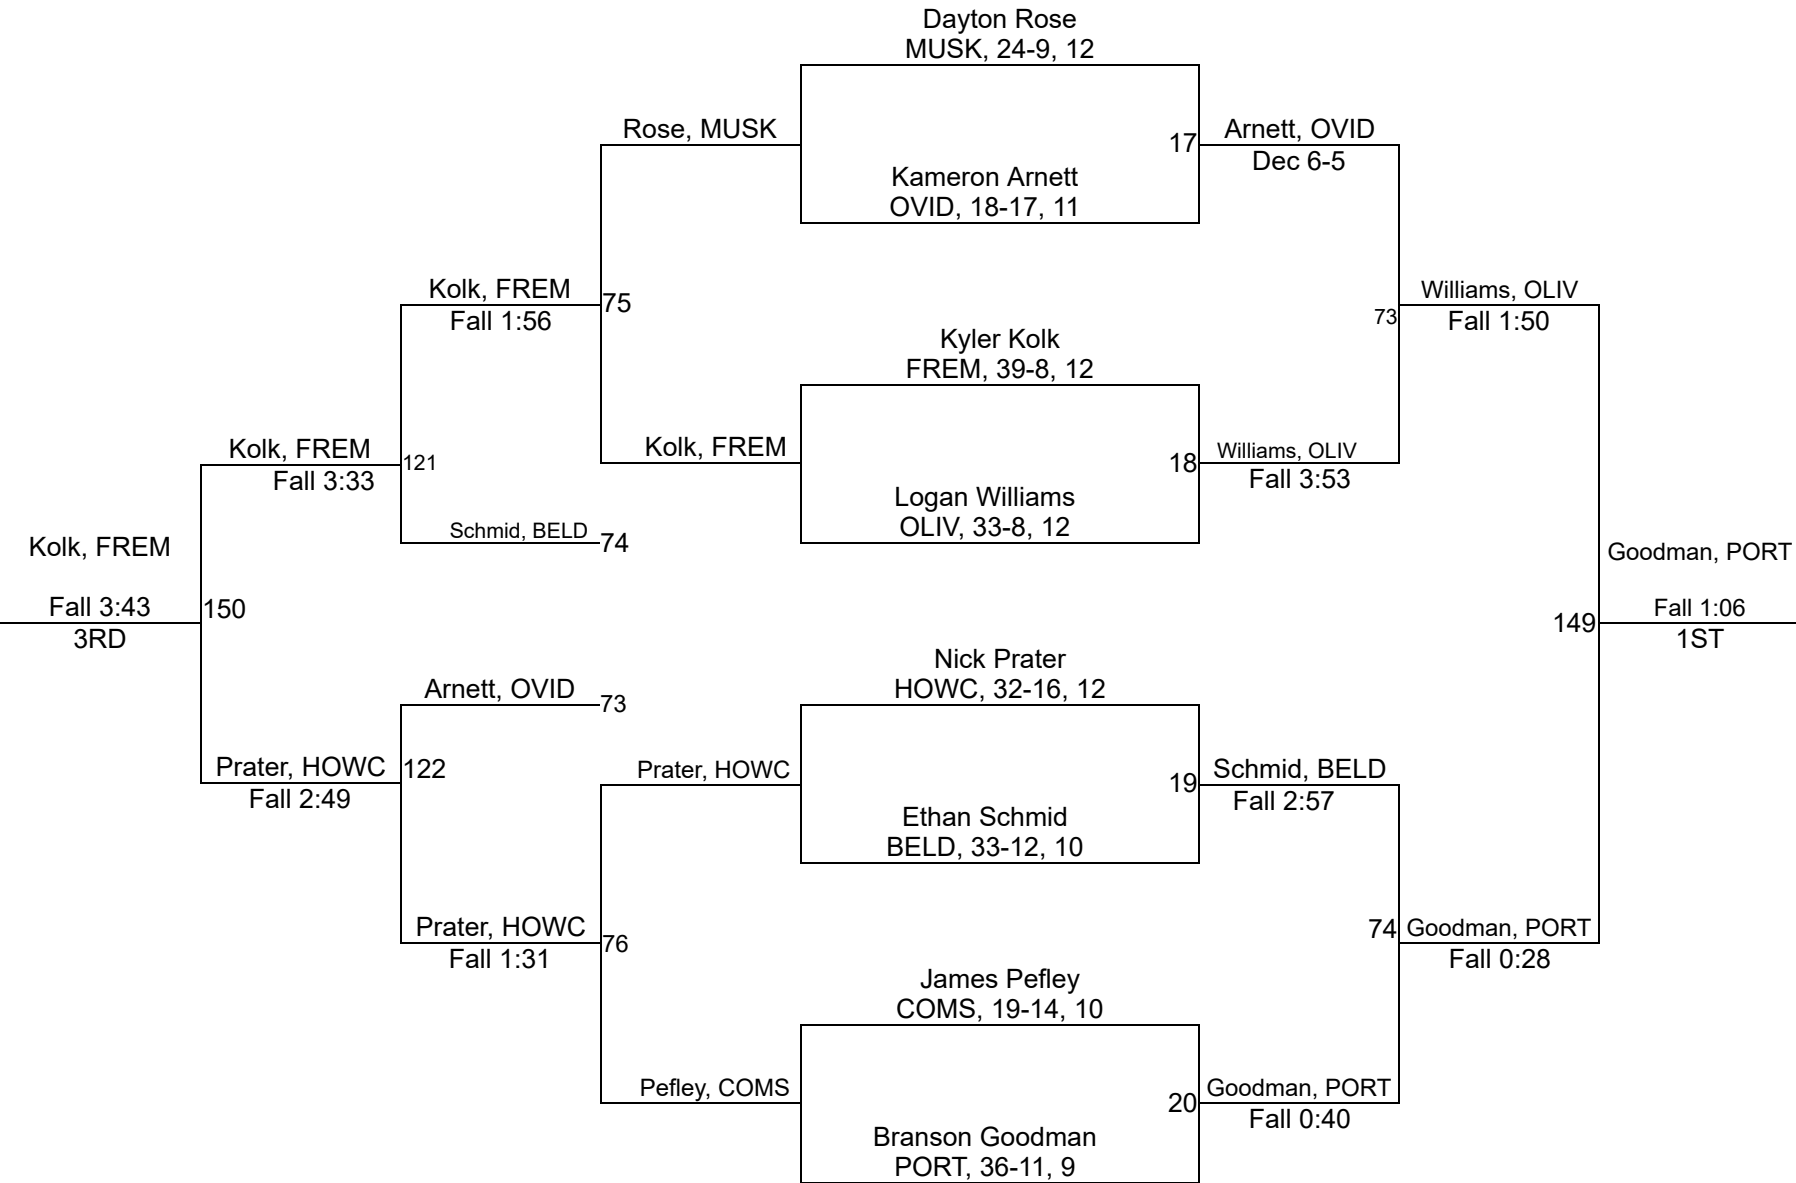 Dayton Rose
MUSK, 24-9, 12
Rose, MUSK
17
Arnett, OVID
Dec 6-5
Kameron Arnett
OVID, 18-17, 11
Kolk, FREM
75
Fall 1:56
Williams, OLIV
73
Fall 1:50
Kyler Kolk
FREM, 39-8, 12
Kolk, FREM
121
Fall 3:33
Kolk, FREM
18
Williams, OLIV
Fall 3:53
Logan Williams
OLIV, 33-8, 12
Schmid, BELD
74
Kolk, FREM
Fall 3:43
150
3RD
Goodman, PORT
149
Fall 1:06
1ST
Nick Prater
HOWC, 32-16, 12
Arnett, OVID
73
Prater, HOWC
122
Fall 2:49
Prater, HOWC
19
Schmid, BELD
Fall 2:57
Ethan Schmid
BELD, 33-12, 10
Prater, HOWC
76
Fall 1:31
74
Goodman, PORT
Fall 0:28
James Pefley
COMS, 19-14, 10
Pefley, COMS
20
Goodman, PORT
Fall 0:40
Branson Goodman
PORT, 36-11, 9